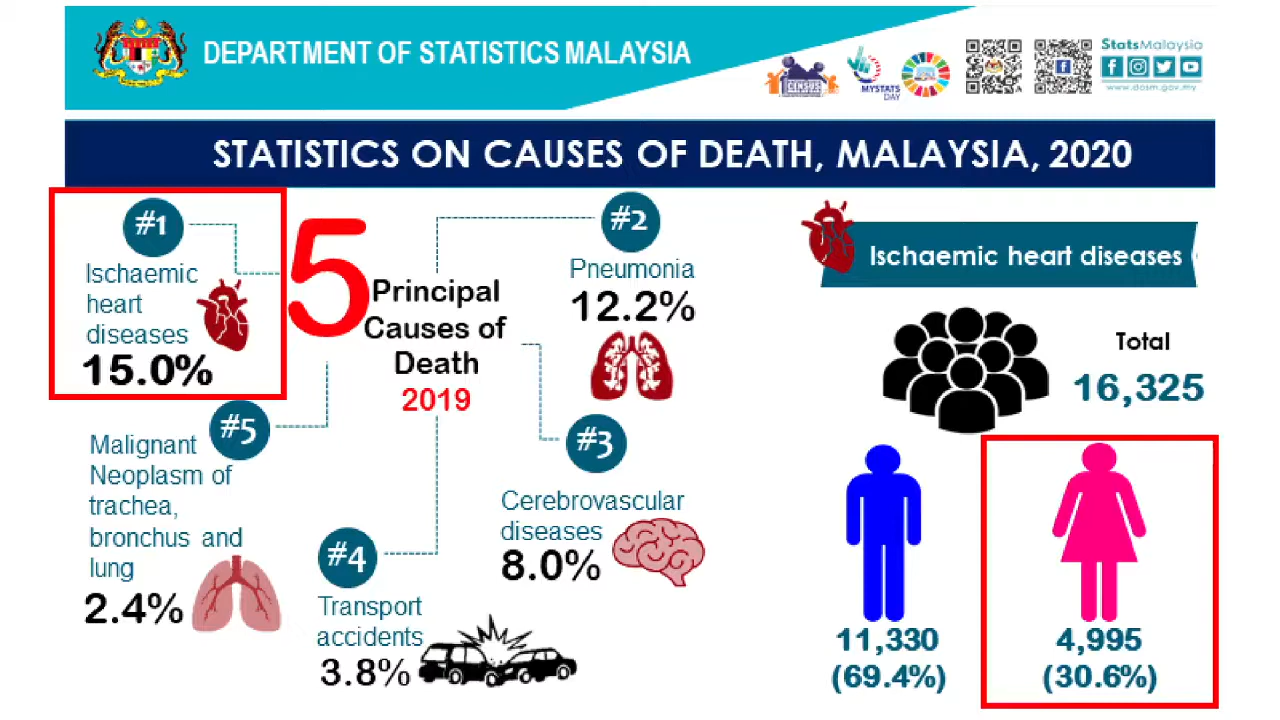 DEPARTMENT OF STATISTICS MALAYSIA
CENSUS
MYSTATS
DAY
StatsMalaysia
www.dosm.gov.my
STATISTICS ON CAUSES OF DEATH, MALAYSIA, 2020
#1
Ischaemic
heart
diseases
15.0%
5
Principal
Causes of
Death
2019
#2
Pneumonia
12.2%
#3
Cerebrovascular
diseases
8.0%
#4
Transport
accidents
3.8%
#5
Malignant
Neoplasm of
trachea,
bronchus and
lung
2.4%
Ischaemic heart diseases
Total
16,325
11,330
(69.4%)
4,995
(30.6%)